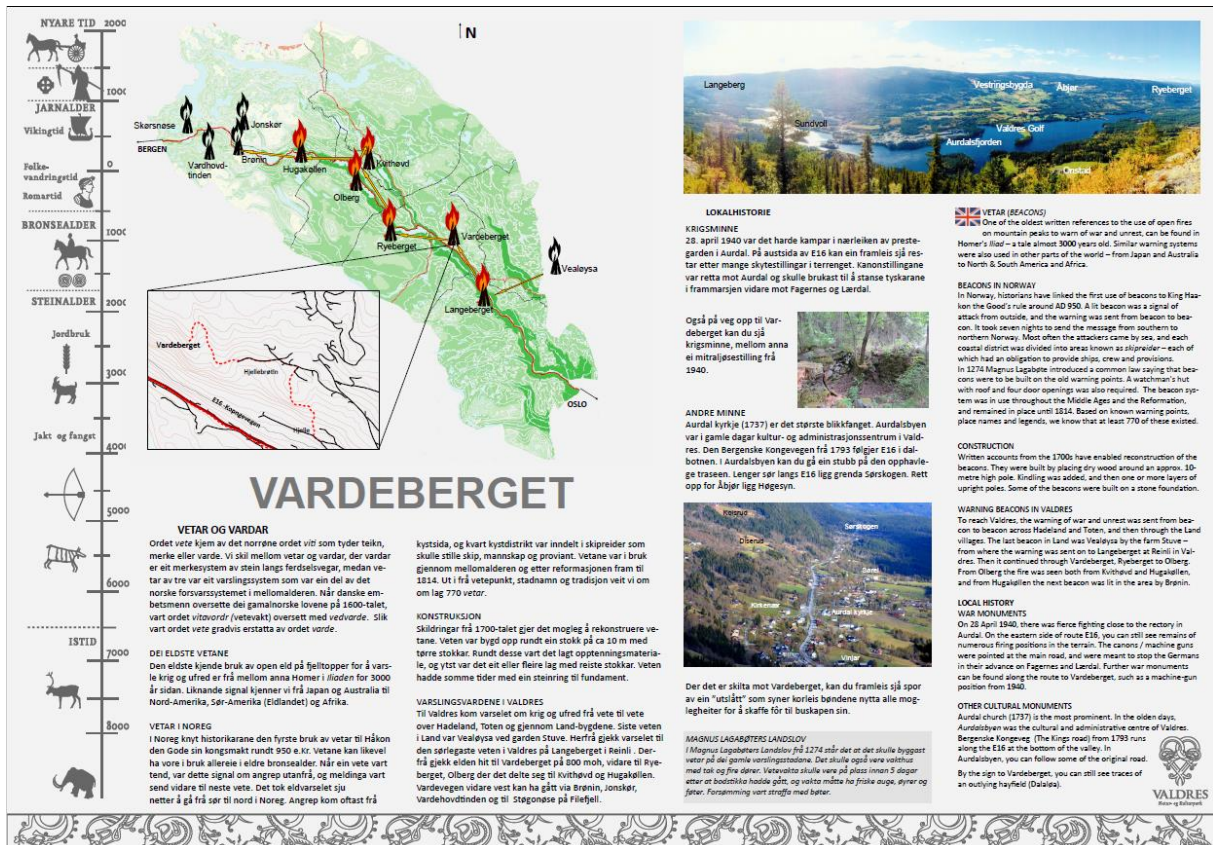 NYARE TID
2000
1000
JARNALDER
Vikingtid
0
Folke-
vandringstid
Romartid
BRONSEALDER
1000
STEINALDER
2000
Jordbruk
3000
Jakt og fangst
4000
5000
6000
ISTID
7000
8000
N
Skørsnøse
Jonskør
BERGEN
Vardhovd-
tinden
Brønin
Hugakøllen
Kvithøvd
Olberg
Ryeberget
Vardeberget
Vealøysa
Langeberget
OSLO
Vardeberget
Hjellebrøtin
E16 -Kongevegen
Hjelle
VARDEBERGET
VETAR OG VARDAR
Ordet vete kjem av det norrøne ordet viti som tyder teikn,
merke eller varde. Vi skil mellom vetar og vardar, der vardar
er eit merkesystem av stein langs ferdselsvegar, medan ve-
tar av tre var eit varslingsystem som var ein del av det
norske forsvarssystemet i mellomalderen. Når danske em-
betsmenn oversette dei gamalnorske lovene på 1600-talet,
vart ordet vitavordr (vetevakt) oversett med vedvarde. Slik
vart ordet vete gradvis erstatta av ordet varde.
DEI ELDSTE VETANE
Den eldste kjende bruk av open eld på fjelltopper for å vars-
le krig og ufred er frå mellom anna Homer i Iliaden for 3000
år sidan. Liknande signal kjenner vi frå Japan og Australia til
Nord-Amerika, Sør-Amerika (Eldlandet) og Afrika.
VETAR I NOREG
I Noreg knyt historikarane den fyrste bruk av vetar til Håkon
den Gode sin kongsmakt rundt 950 e.Kr. Vetane kan likevel
ha vore i bruk allereie i eldre bronsealder. Når ein vete vart
tend, var dette signal om angrep utanfrå, og meldinga vart
send vidare til neste vete. Det tok eldvarselet sju
netter å gå frå sør til nord i Noreg. Angrep kom oftast frå
kystsida, og kvart kystdistrikt var inndelt i skipreider som
skulle stille skip, mannskap og proviant. Vetane var i bruk
gjennom mellomalderen og etter reformasjonen fram til
1814. Ut i frå vetepunkt, stadnamn og tradisjon veit vi om
om lag 770 vetar.
KONSTRUKSJON
Skildringar frå 1700-talet gjer det mogleg å rekonstruere ve-
tane. Veten var bygd opp rundt ein stokk på ca 10 m med
tørre stokkar. Rundt desse vart det lagt opptenningsmateria-
le, og ytst var det eit eller fleire lag med reiste stokkar. Veten
hadde somme tider med ein steinring til fundament.
VARSLINGSVARDENE I VALDRES
Til Valdres kom varselet om krig og ufred frå vete til vete
over Hadeland, Toten og gjennom Land-bygdene. Siste veten
i Land var Vealøysa ved garden Stuve. Herfrå gjekk varselet til
den sørlegaste veten i Valdres på Langeberget i Reinli . Der-
frå gjekk elden hit til Vardeberget på 800 moh, vidare til Rye-
berget, Olberg der det delte seg til Kvithøvd og Hugakøllen.
Vardevegen vidare vest kan ha gått via Brønin, Jonskør,
Vardehovdtinden og til Støgonøse på Filefjell.
Langeberg
Vestringsbygda
Åbjør
Ryeberget
Sundvoll
Valdres Golf
Aurdalsfjorden
Onstad
LOKALHISTORIE
KRIGSMINNE
28. april 1940 var det harde kampar i nærleiken av preste-
garden i Aurdal. På austsida av E16 kan ein framleis sjå res-
tar etter mange skytestillingar i terrenget. Kanonstillingane
var retta mot Aurdal og skulle brukast til å stanse tyskarane
i frammarsjen vidare mot Fagernes og Lærdal.
Også på veg opp til Var-
deberget kan du sjå
krigsminne, mellom anna
ei mitraljøsestilling frå
1940.
ANDRE MINNE
Aurdal kyrkje (1737) er det største blikkfanget. Aurdalsbyen
var i gamle dagar kultur- og administrasjonssentrum i Vald-
res. Den Bergenske Kongevegen frå 1793 følgjer E16 i dal-
botnen. I Aurdalsbyen kan du gå ein stubb på den opphavle-
ge traseen. Lenger sør langs E16 ligg grenda Sørskogen. Rett
opp for Åbjør ligg Høgesyn.
Kølsrud
Diserud
Sørskogen
Kirkenær
Aurdal kyrkje
Vinjar
Der det er skilta mot Vardeberget, kan du framleis sjå spor
av ein "utslått" som syner korleis bøndene nytta alle mog-
legheiter for å skaffe fôr til buskapen sin.
MAGNUS LAGABØTERS LANDSLOV
I Magnus Lagabøters Landslov frå 1274 står det at det skulle byggast
vetar på dei gamle varslingsstadane. Det skulle også vere vakthus
med tak og fire dører. Vetevakta skulle vere på plass innan 5 dagar
etter at bodstikka hadde gått, og vakta måtte ha friske auge, øyrer og
føter. Forsømming vart straffa med bøter.
VETAR (BEACONS)
One of the oldest written references to the use of open fires
on mountain peaks to warn of war and unrest, can be found in
Homer's Iliad – a tale almost 3000 years old. Similar warning systems
were also used in other parts of the world – from Japan and Australia
to North & South America and Africa.
BEACONS IN NORWAY
In Norway, historians have linked the first use of beacons to King Haa-
kon the Good's rule around AD 950. A lit beacon was a signal of
attack from outside, and the warning was sent from beacon to bea-
con. It took seven nights to send the message from southern to
northern Norway. Most often the attackers came by sea, and each
coastal district was divided into areas known as skipreider – each of
which had an obligation to provide ships, crew and provisions.
In 1274 Magnus Lagabøte introduced a common law saying that bea-
cons were to be built on the old warning points. A watchman's hut
with roof and four door openings was also required. The beacon sys-
tem was in use throughout the Middle Ages and the Reformation,
and remained in place until 1814. Based on known warning points,
place names and legends, we know that at least 770 of these existed.
CONSTRUCTION
Written accounts from the 1700s have enabled reconstruction of the
beacons. They were built by placing dry wood around an approx. 10-
metre high pole. Kindling was added, and then one or more layers of
upright poles. Some of the beacons were built on a stone foundation.
WARNING BEACONS IN VALDRES
To reach Valdres, the warning of war and unrest was sent from bea-
con to beacon across Hadeland and Toten, and then through the Land
villages. The last beacon in Land was Vealøysa by the farm Stuve –
from where the warning was sent on to Langeberget at Reinli in Val-
dres. Then it continued through Vardeberget, Ryeberget to Olberg.
From Olberg the fire was seen both from Kvithøvd and Hugakøllen,
and from Hugakøllen the next beacon was lit in the area by Brønin.
LOCAL HISTORY
WAR MONUMENTS
On 28 April 1940, there was fierce fighting close to the rectory in
Aurdal. On the eastern side of route E16, you can still see remains of
numerous firing positions in the terrain. The canons / machine guns
were pointed at the main road, and were meant to stop the Germans
in their advance on Fagernes and Lærdal. Further war monuments
can be found along the route to Vardeberget, such as a machine-gun
position from 1940.
OTHER CULTURAL MONUMENTS
Aurdal church (1737) is the most prominent. In the olden days,
Aurdalsbyen was the cultural and administrative centre of Valdres.
Bergenske Kongeveg (The Kings road) from 1793 runs
along the E16 at the bottom of the valley. In
Aurdalsbyen, you can follow some of the original road.
By the sign to Vardeberget, you can still see traces of
an outlying hayfield (Dalaløa).
VALDRES
Natur- og Kulturpark